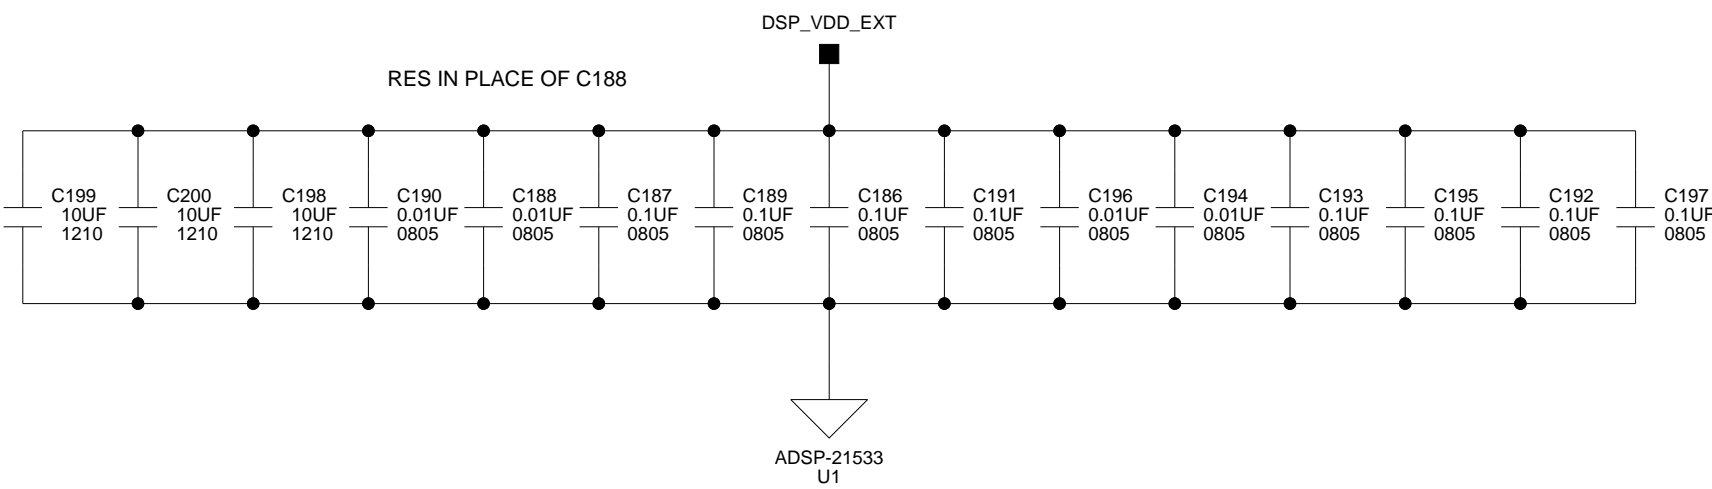 DSP_VDD_EXT
RES IN PLACE OF C188
C199
10UF
1210
C200
10UF
1210
C198
10UF
1210
C190
0.01UF
0805
C188
0.01UF
0805
C187
0.1UF
0805
C189
0.1UF
0805
C186
0.1UF
0805
C191
0.1UF
0805
C196
0.01UF
0805
C194
0.01UF
0805
C193
0.1UF
0805
C195
0.1UF
0805
C192
0.1UF
0805
C197
0.1UF
0805
ADSP-21533
U1